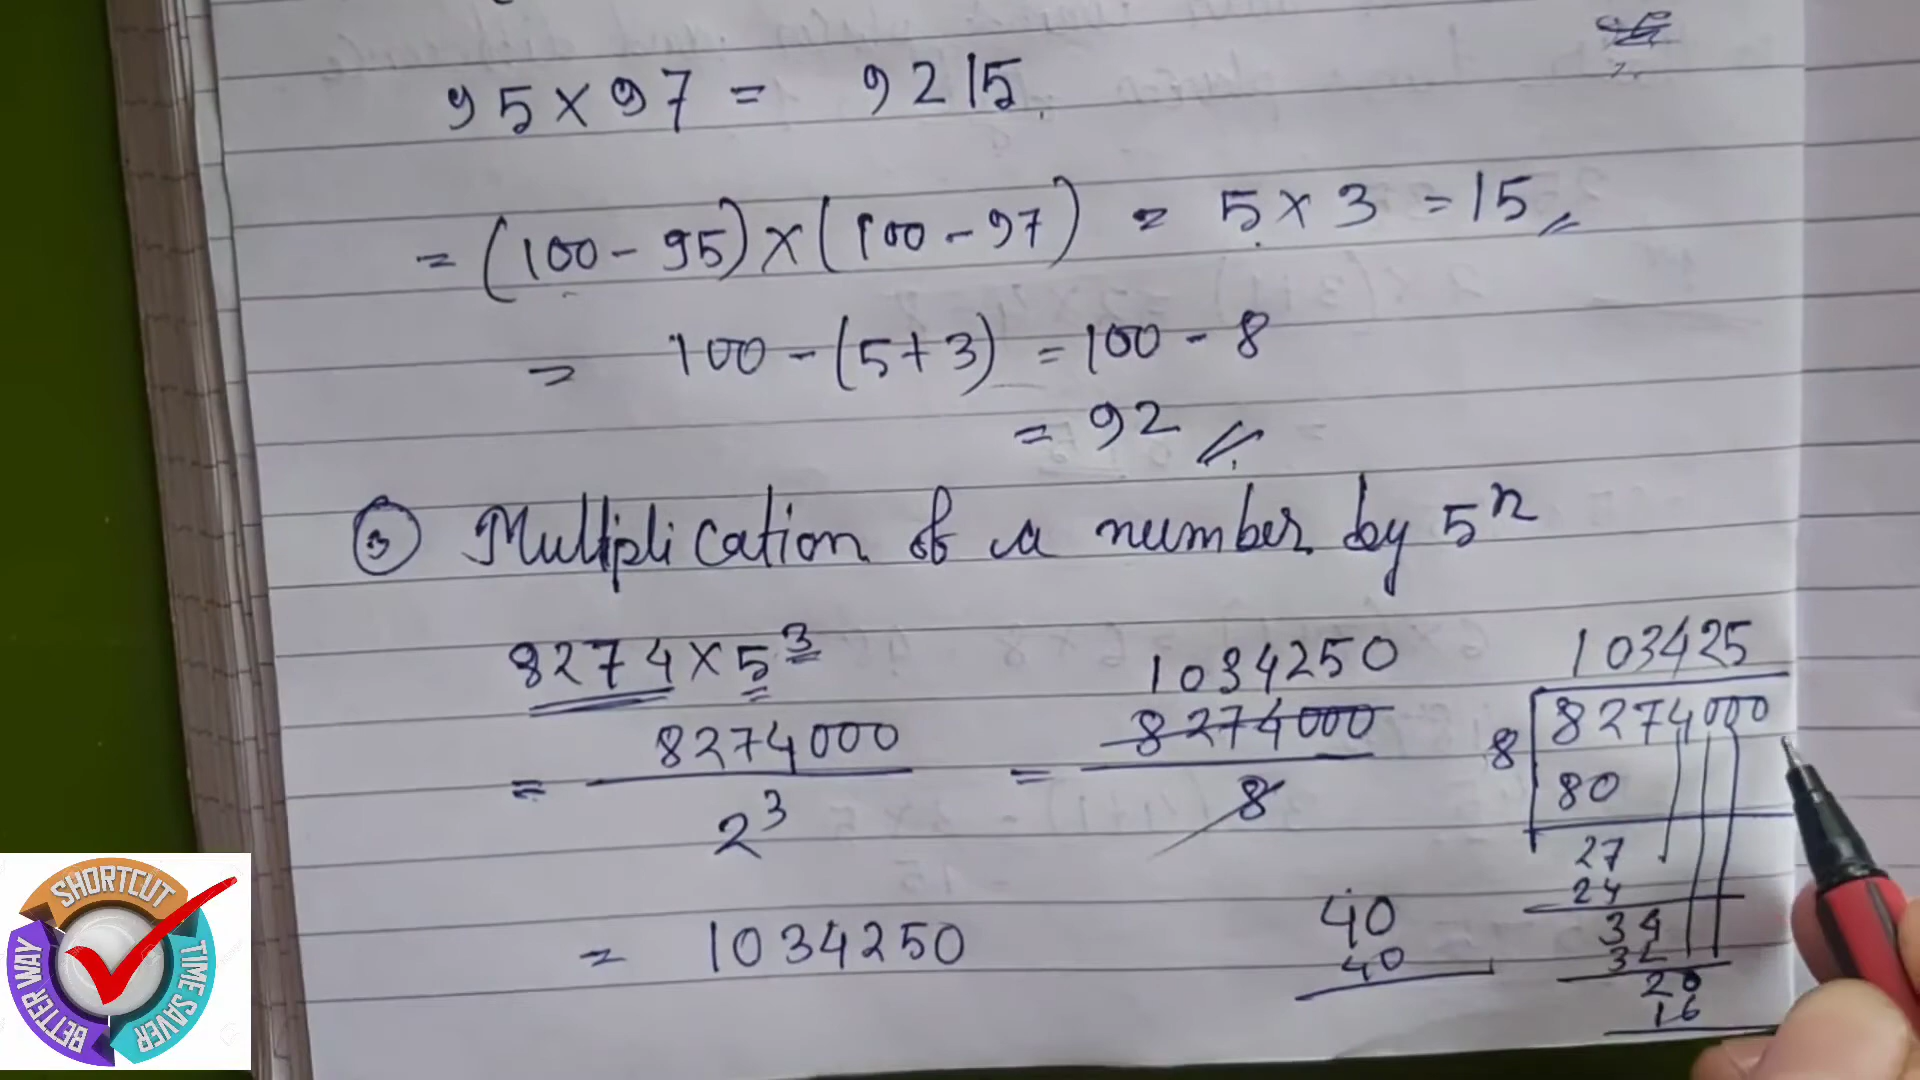 95 × 97 = 9215
= (100 - 95) × (100 - 97) = 5 × 3 = 15
= 100 - (5 + 3) = 100 - 8
= 92
③ Multiplication of a number by 5ⁿ
8274 × 5³
= 8274000 / 2³ = 8274000 / 8
1034250
= 1034250
40
40
103425
8 8274000
80
27
24
34
32
20
16
SHORTCUT
TIME SAVER
BETTER WAY